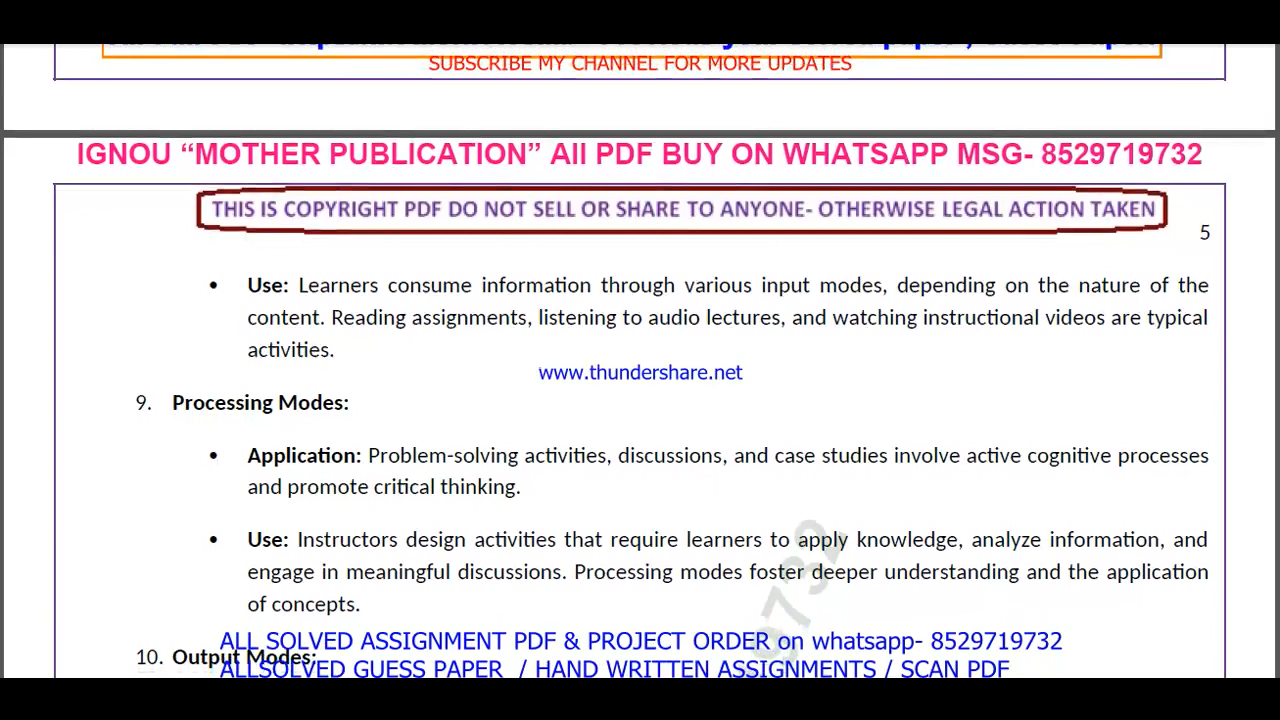 SUBSCRIBE MY CHANNEL FOR MORE UPDATES
IGNOU “MOTHER PUBLICATION” All PDF BUY ON WHATSAPP MSG- 8529719732
THIS IS COPYRIGHT PDF DO NOT SELL OR SHARE TO ANYONE- OTHERWISE LEGAL ACTION TAKEN
5
• Use: Learners consume information through various input modes, depending on the nature of the
content. Reading assignments, listening to audio lectures, and watching instructional videos are typical
activities.
www.thundershare.net
9. Processing Modes:
• Application: Problem-solving activities, discussions, and case studies involve active cognitive processes
and promote critical thinking.
• Use: Instructors design activities that require learners to apply knowledge, analyze information, and
engage in meaningful discussions. Processing modes foster deeper understanding and the application
of concepts.
9732
ALL SOLVED ASSIGNMENT PDF & PROJECT ORDER on whatsapp- 8529719732
10. Output Modes:
ALLSOLVED GUESS PAPER / HAND WRITTEN ASSIGNMENTS / SCAN PDF